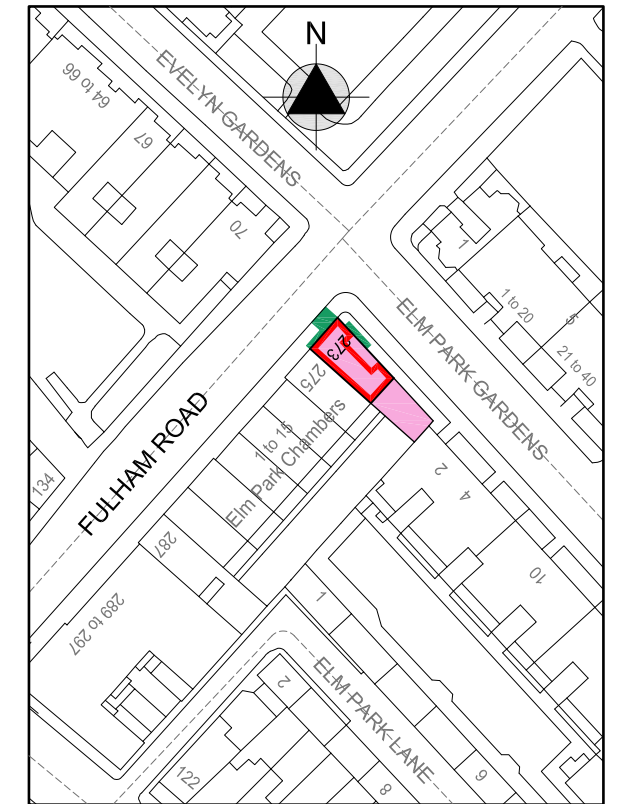 N
EVELYN GARDENS
64 to 66
67
70
1
1 to 20
5
21 to 40
ELM PARK GARDENS
273
275
1 to 15
Elm Park Chambers
FULHAM ROAD
134
287
289 to 297
2
4
10
1
ELM PARK LANE
2
122
8
9